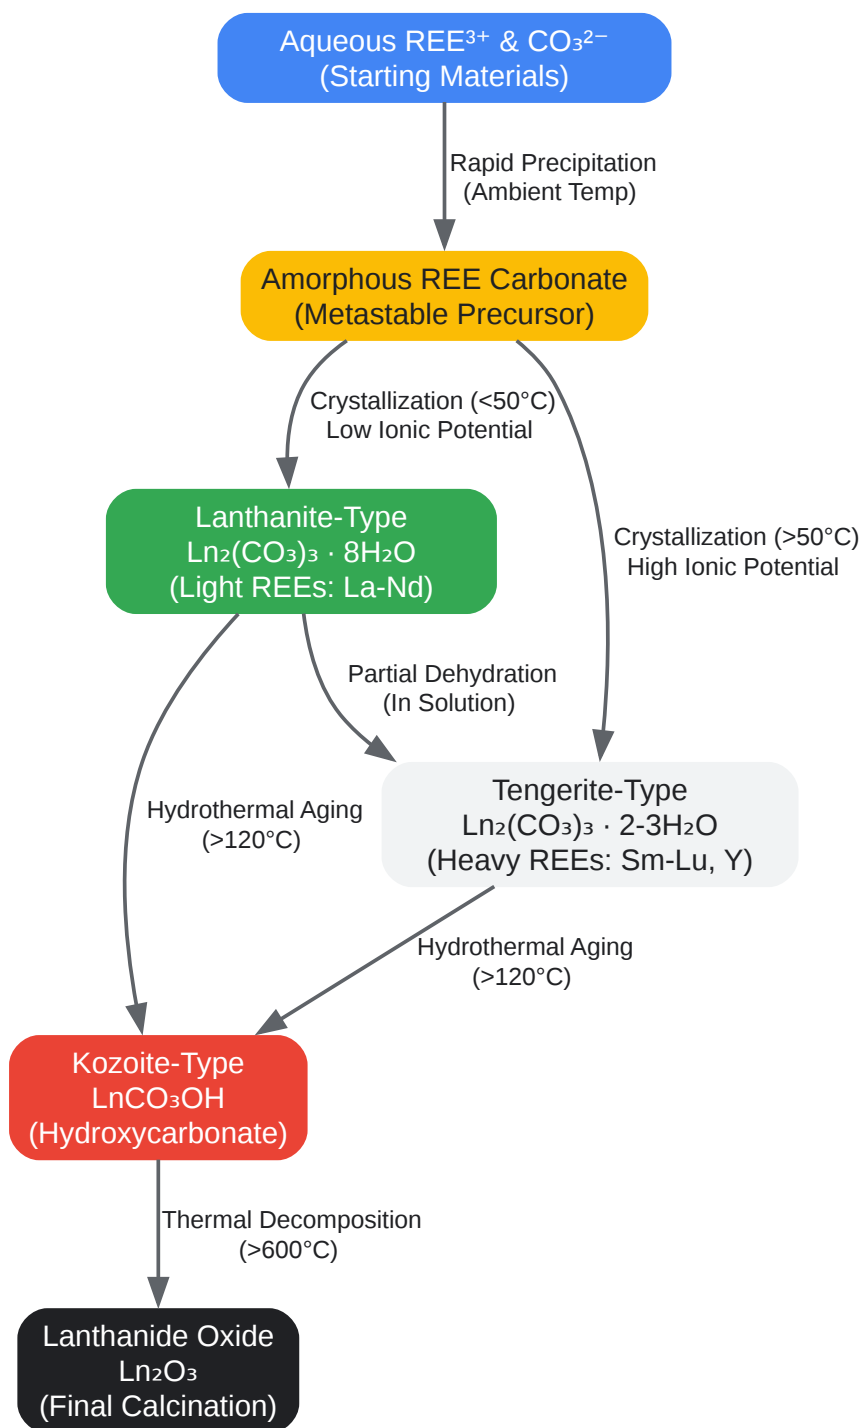 Aqueous REE³⁺ & CO₃²⁻
(Starting Materials)
Rapid Precipitation
(Ambient Temp)
Amorphous REE Carbonate
(Metastable Precursor)
Crystallization (<50°C)
Low Ionic Potential
Lanthanite-Type
Ln₂(CO₃)₃ · 8H₂O
(Light REEs: La-Nd)
Crystallization (>50°C)
High Ionic Potential
Partial Dehydration
(In Solution)
Tengerite-Type
Ln₂(CO₃)₃ · 2-3H₂O
(Heavy REEs: Sm-Lu, Y)
Hydrothermal Aging
(>120°C)
Hydrothermal Aging
(>120°C)
Kozoite-Type
LnCO₃OH
(Hydroxycarbonate)
Thermal Decomposition
(>600°C)
Lanthanide Oxide
Ln₂O₃
(Final Calcination)